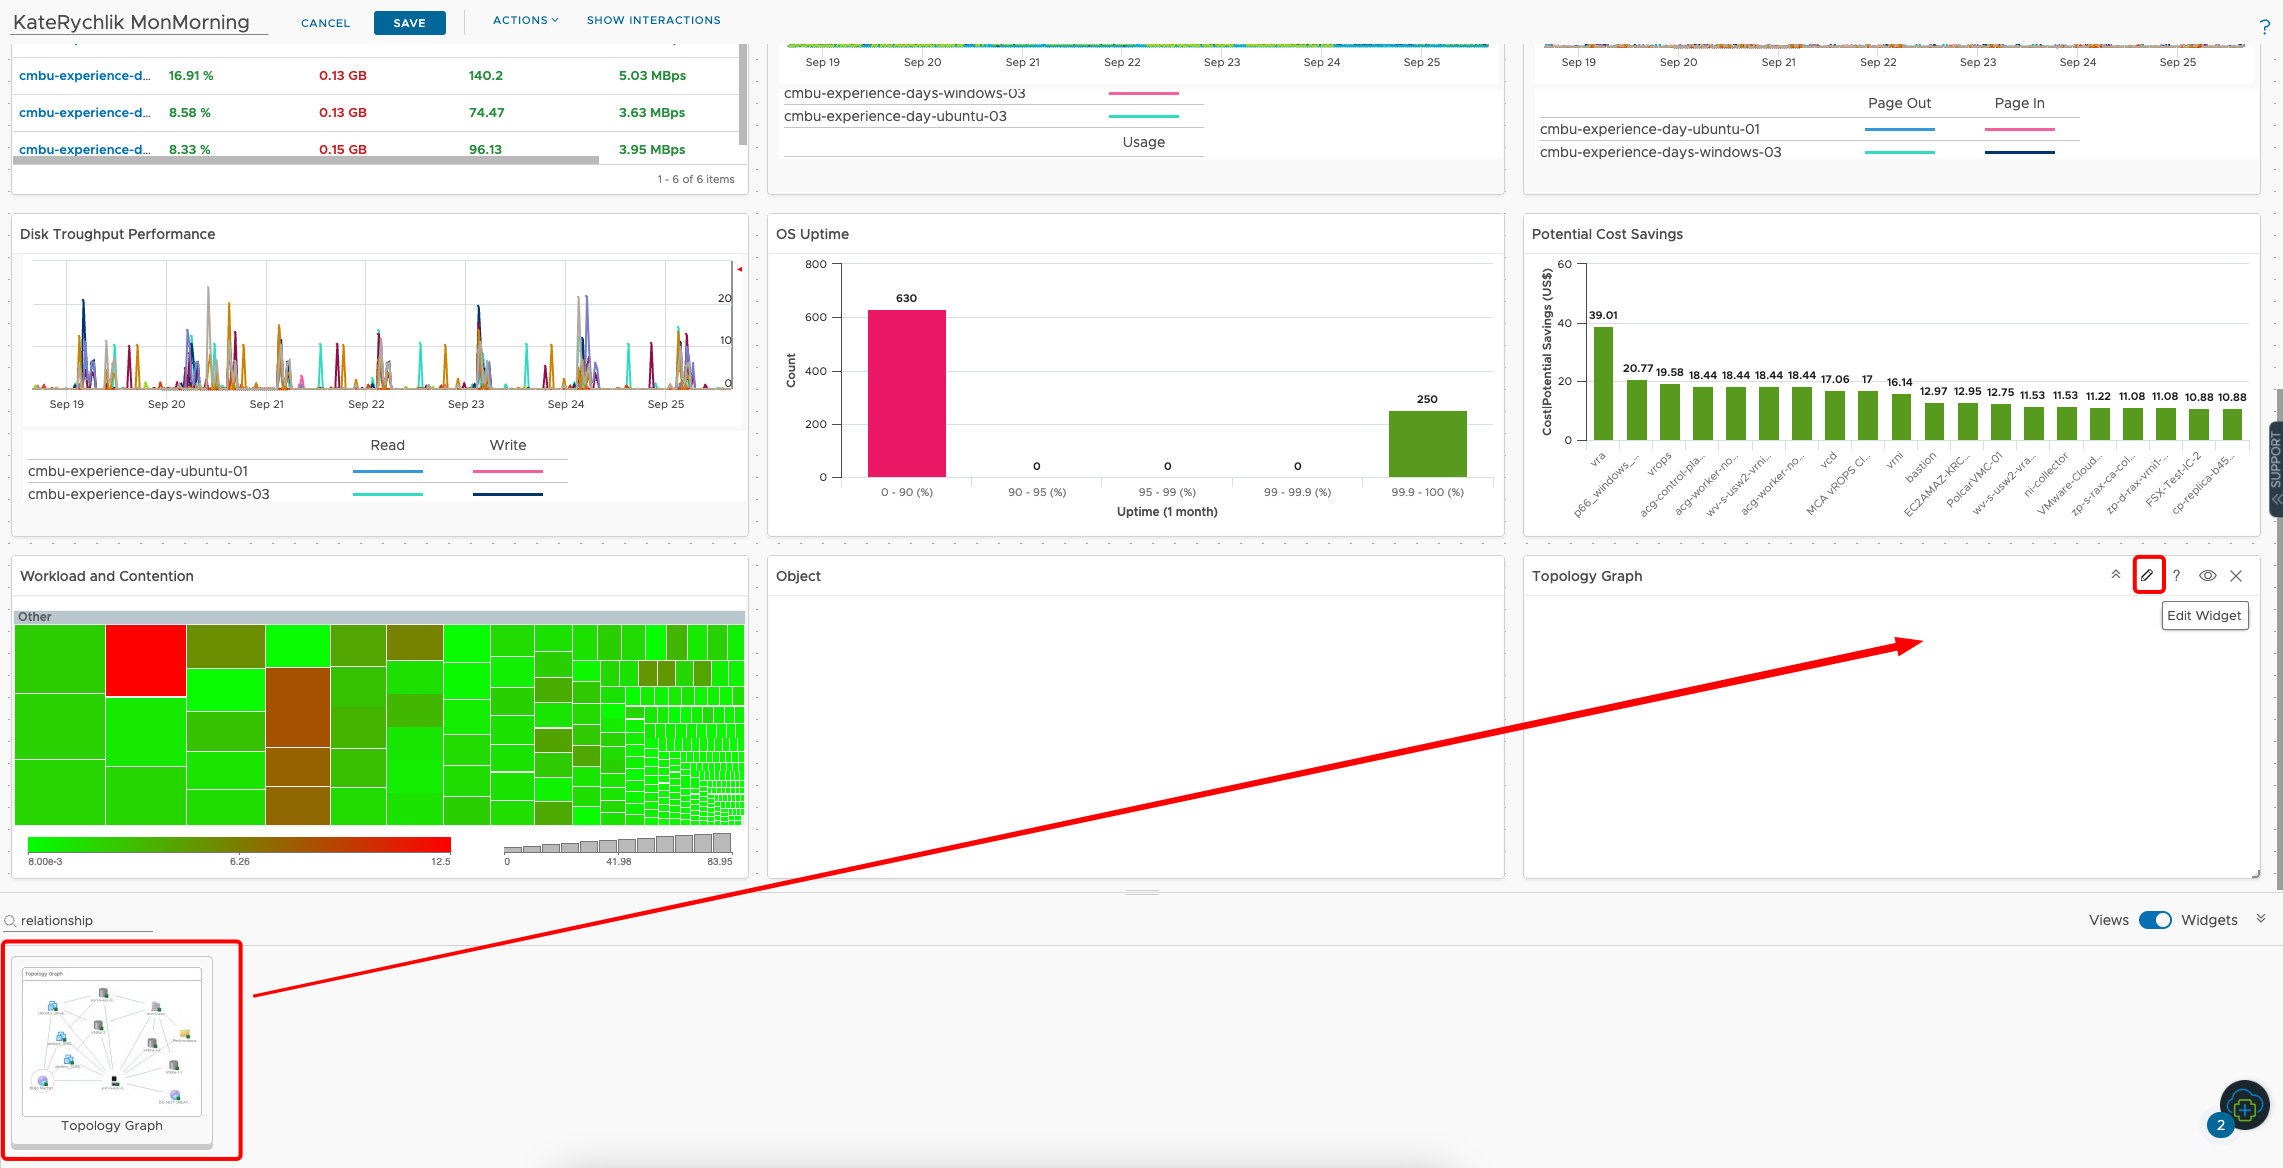 KateRychlik MonMorning CANCEL SAVE ACTIONS SHOW INTERACTIONS ?
cmbu-experience-d... 16.91 % 0.13 GB 140.2 5.03 MBps
cmbu-experience-d... 8.58 % 0.13 GB 74.47 3.63 MBps
cmbu-experience-d... 8.33 % 0.15 GB 96.13 3.95 MBps
1 - 6 of 6 items
Sep 19 Sep 20 Sep 21 Sep 22 Sep 23 Sep 24 Sep 25
cmbu-experience-days-windows-03
cmbu-experience-day-ubuntu-03
Usage
Sep 19 Sep 20 Sep 21 Sep 22 Sep 23 Sep 24 Sep 25
Page Out Page In
cmbu-experience-day-ubuntu-01
cmbu-experience-days-windows-03
Disk Troughput Performance
20
10
0
Sep 19 Sep 20 Sep 21 Sep 22 Sep 23 Sep 24 Sep 25
Read Write
cmbu-experience-day-ubuntu-01
cmbu-experience-days-windows-03
OS Uptime
800
600
400
200
0
Count
630 0 0 0 250
0 - 90 (%) 90 - 95 (%) 95 - 99 (%) 99 - 99.9 (%) 99.9 - 100 (%)
Uptime (1 month)
Potential Cost Savings
60
40
20
0
Cost|Potential Savings (US$)
39.01 20.77 19.58 18.44 18.44 18.44 18.44 17.06 17 16.14 12.97 12.95 12.75 11.53 11.53 11.22 11.08 11.08 10.88 10.88
vra
p66_windows_...
vrops
acg-control-pla...
acg-worker-no...
wv-s-usw2-vrni...
acg-worker-no...
vcd
MCA vROPS Cl...
vrni
bastion
EC2AMAZ-KRC...
PolcarVMC-01
wv-s-usw2-vra...
ni-collector
VMware-Cloud...
zp-s-rax-ca-col...
zp-d-rax-vrni1-...
FSX-Test-IC-2
cp-replica-b45...
SUPPORT
Workload and Contention
Other
8.00e-3 6.26 12.5
0 41.98 83.95
Object
Topology Graph ?
Edit Widget
relationship
Views Widgets
Topology Graph
Topology Graph
2